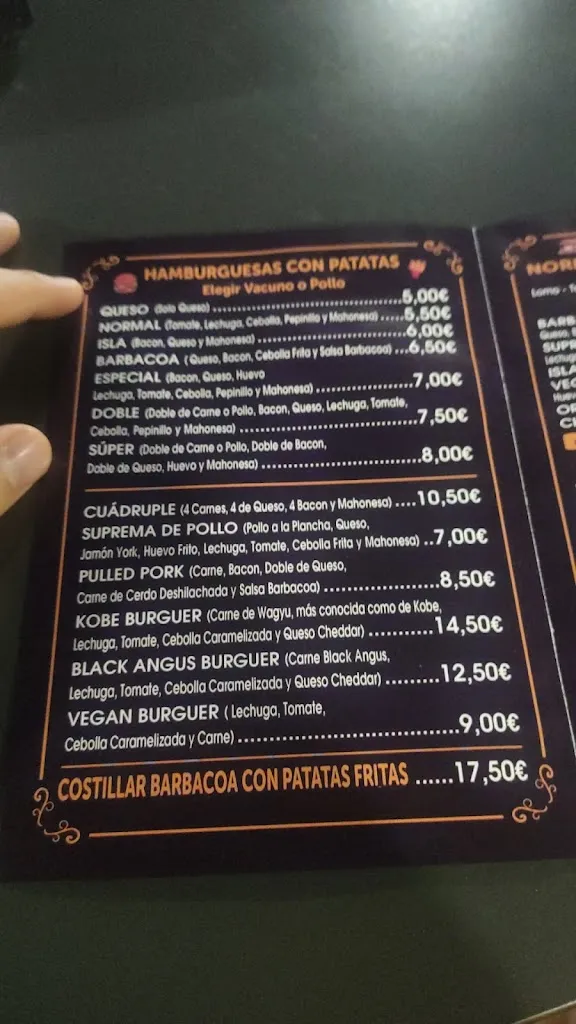 HAMBURGUESAS CON PATATAS
Elegir Vacuno o Pollo
QUESO (Solo Queso)....5,00€
NORMAL (Tomate, Lechuga, Cebolla, Pepinillo y Mahonesa)....5,50€
ISLA (Bacon, Queso y Mahonesa)....6,00€
BARBACOA ( Queso, Bacon, Cebolla Frita y Salsa Barbacoa) ...6,50€
ESPECIAL (Bacon, Queso, Huevo
Lechuga, Tomate, Cebolla, Pepinillo y Mahonesa)....7,00€
DOBLE (Doble de Carne o Pollo, Bacon, Queso, Lechuga, Tomate,
Cebolla, Pepinillo y Mahonesa)....7,50€
SÚPER (Doble de Carne o Pollo, Doble de Bacon,
Doble de Queso, Huevo y Mahonesa)....8,00€
CUÁDRUPLE (4 Carnes, 4 de Queso, 4 Bacon y Mahonesa) ....10,50€
SUPREMA DE POLLO (Pollo a la Plancha, Queso,
Jamón York, Huevo Frito, Lechuga, Tomate, Cebolla Frita y Mahonesa) ..7,00€
PULLED PORK (Carne, Bacon, Doble de Queso,
Carne de Cerdo Deshilachada y Salsa Barbacoa)....8,50€
KOBE BURGUER (Carne de Wagyu, más conocida como de Kobe,
Lechuga, Tomate, Cebolla Caramelizada y Queso Cheddar)....14,50€
BLACK ANGUS BURGUER (Carne Black Angus,
Lechuga, Tomate, Cebolla Caramelizada y Queso Cheddar)....12,50€
VEGAN BURGUER ( Lechuga, Tomate,
Cebolla Caramelizada y Carne)....9,00€
COSTILLAR BARBACOA CON PATATAS FRITAS ......17,50€
Lomo
ISLA